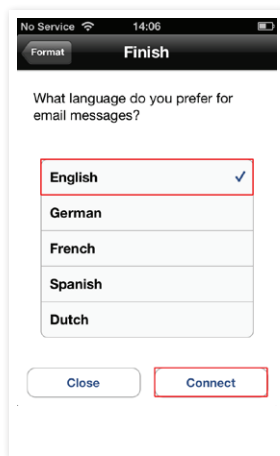 No Service 14:06
Format Finish
What language do you prefer for
email messages?
English
German
French
Spanish
Dutch
Close Connect